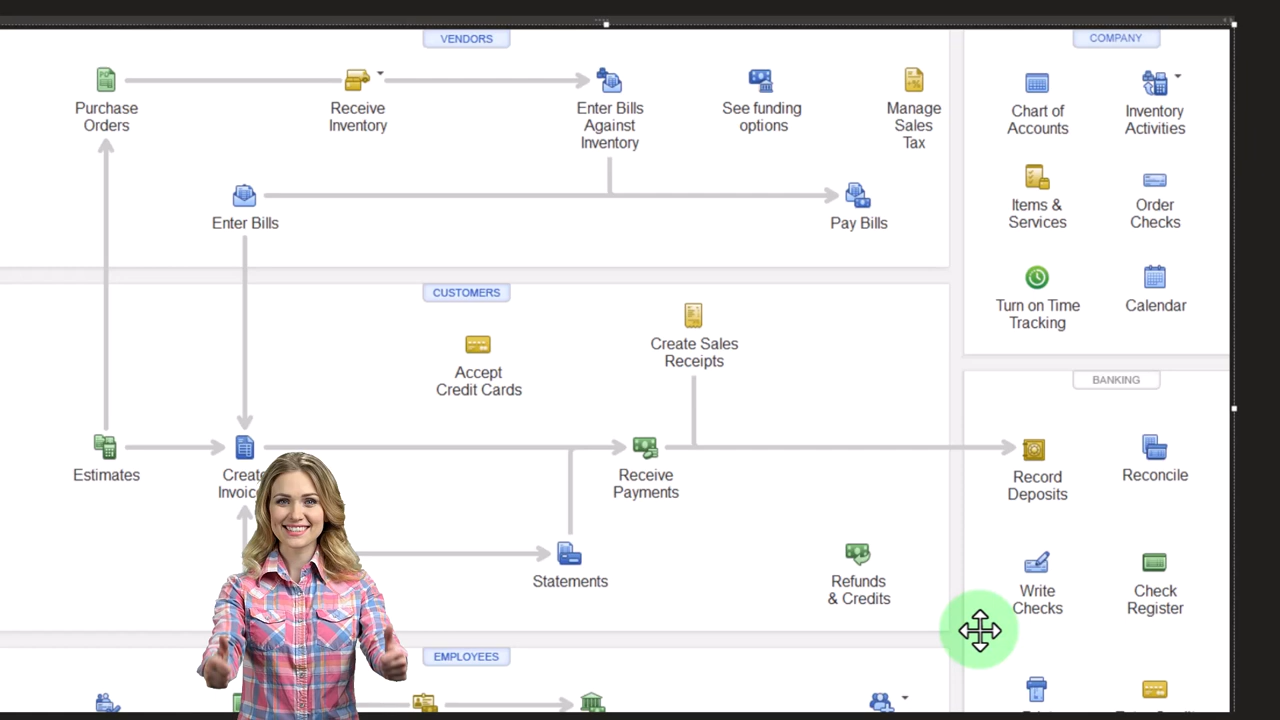 VENDORS
Purchase
Orders
Receive
Inventory
Enter Bills
Against
Inventory
See funding
options
Manage
Sales
Tax
Enter Bills
Pay Bills
COMPANY
Chart of
Accounts
Inventory
Activities
Items &
Services
Order
Checks
Turn on Time
Tracking
Calendar
CUSTOMERS
Accept
Credit Cards
Create Sales
Receipts
Estimates
Receive
Payments
Statements
Refunds
& Credits
BANKING
Record
Deposits
Reconcile
Write
Checks
Check
Register
EMPLOYEES